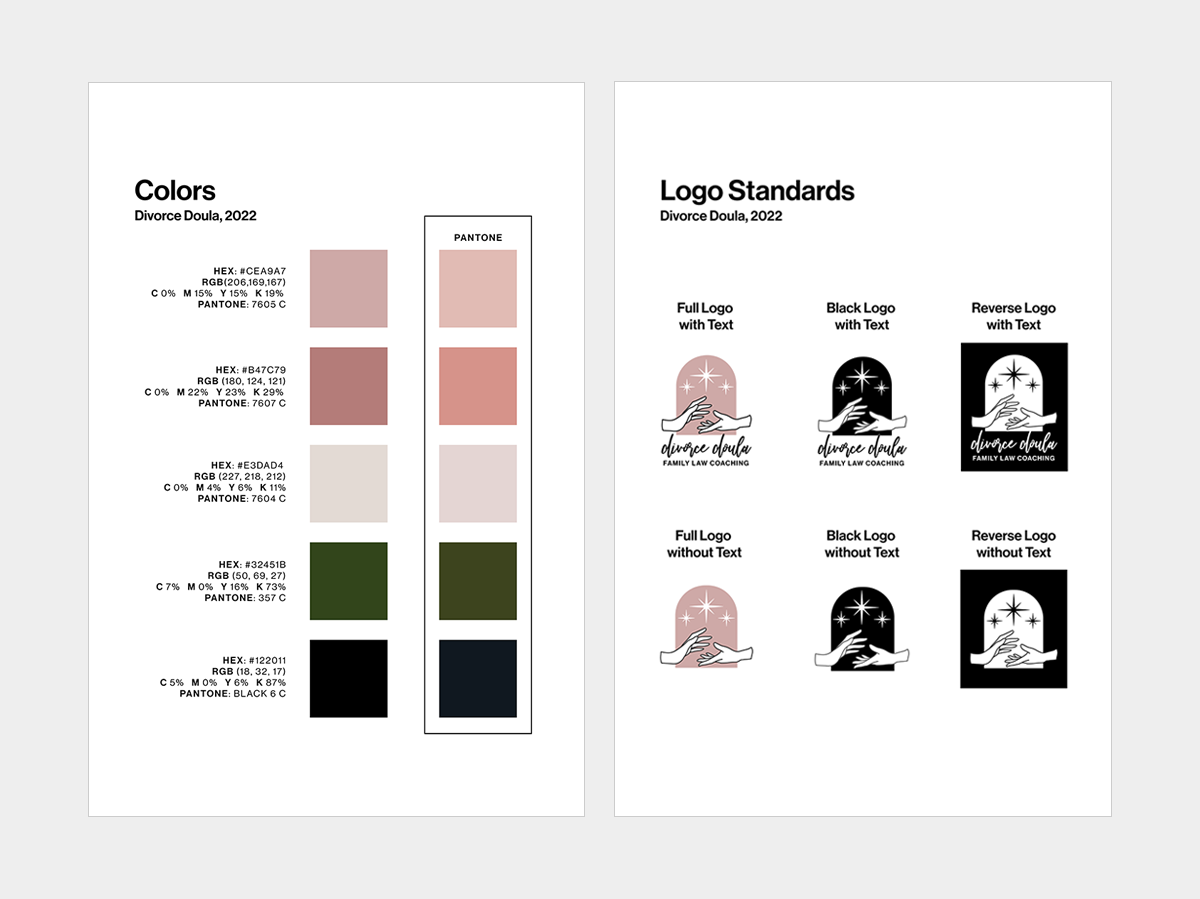 Colors
Divorce Doula, 2022
PANTONE
HEX: #CEA9A7
RGB(206,169,167)
C 0% M 15% Y 15% K 19%
PANTONE: 7605 C
HEX: #B47C79
RGB (180, 124, 121)
C 0% M 22% Y 23% K 29%
PANTONE: 7607 C
HEX: #E3DAD4
RGB (227, 218, 212)
C 0% M 4% Y 6% K 11%
PANTONE: 7604 C
HEX: #32451B
RGB (50, 69, 27)
C 7% M 0% Y 16% K 73%
PANTONE: 357 C
HEX: #122011
RGB (18, 32, 17)
C 5% M 0% Y 6% K 87%
PANTONE: BLACK 6 C
Logo Standards
Divorce Doula, 2022
Full Logo
with Text
divorce doula
FAMILY LAW COACHING
Black Logo
with Text
divorce doula
FAMILY LAW COACHING
Reverse Logo
with Text
divorce doula
FAMILY LAW COACHING
Full Logo
without Text
Black Logo
without Text
Reverse Logo
without Text